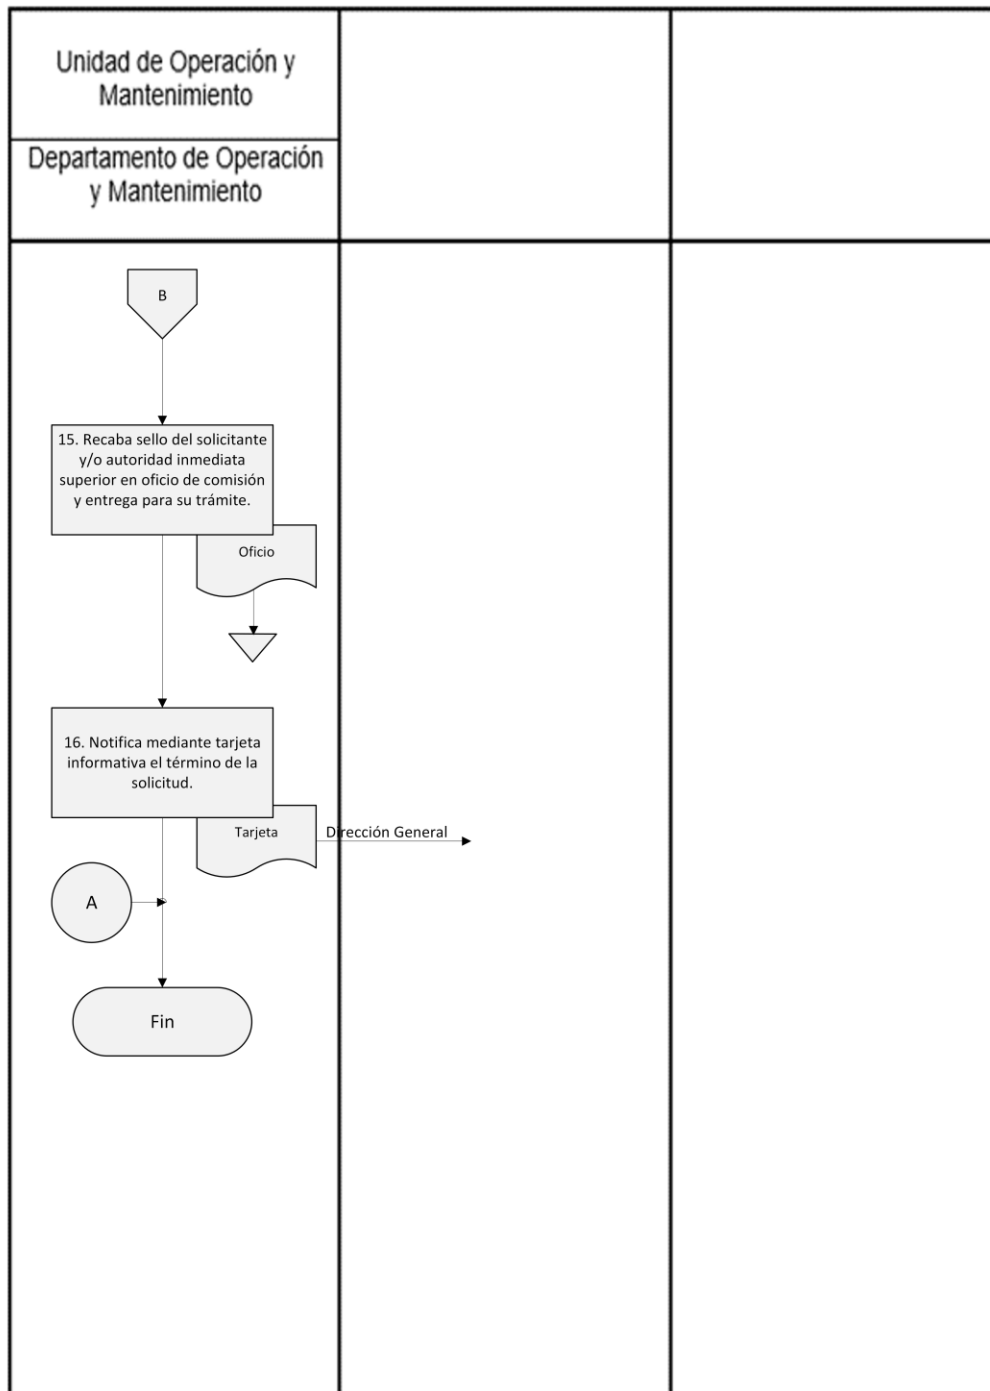 Unidad de Operación y
Mantenimiento
Departamento de Operación
y Mantenimiento
B
15. Recaba sello del solicitante
y/o autoridad inmediata
superior en oficio de comisión
y entrega para su trámite.
Oficio
16. Notifica mediante tarjeta
informativa el término de la
solicitud.
Tarjeta
Dirección General
A
Fin